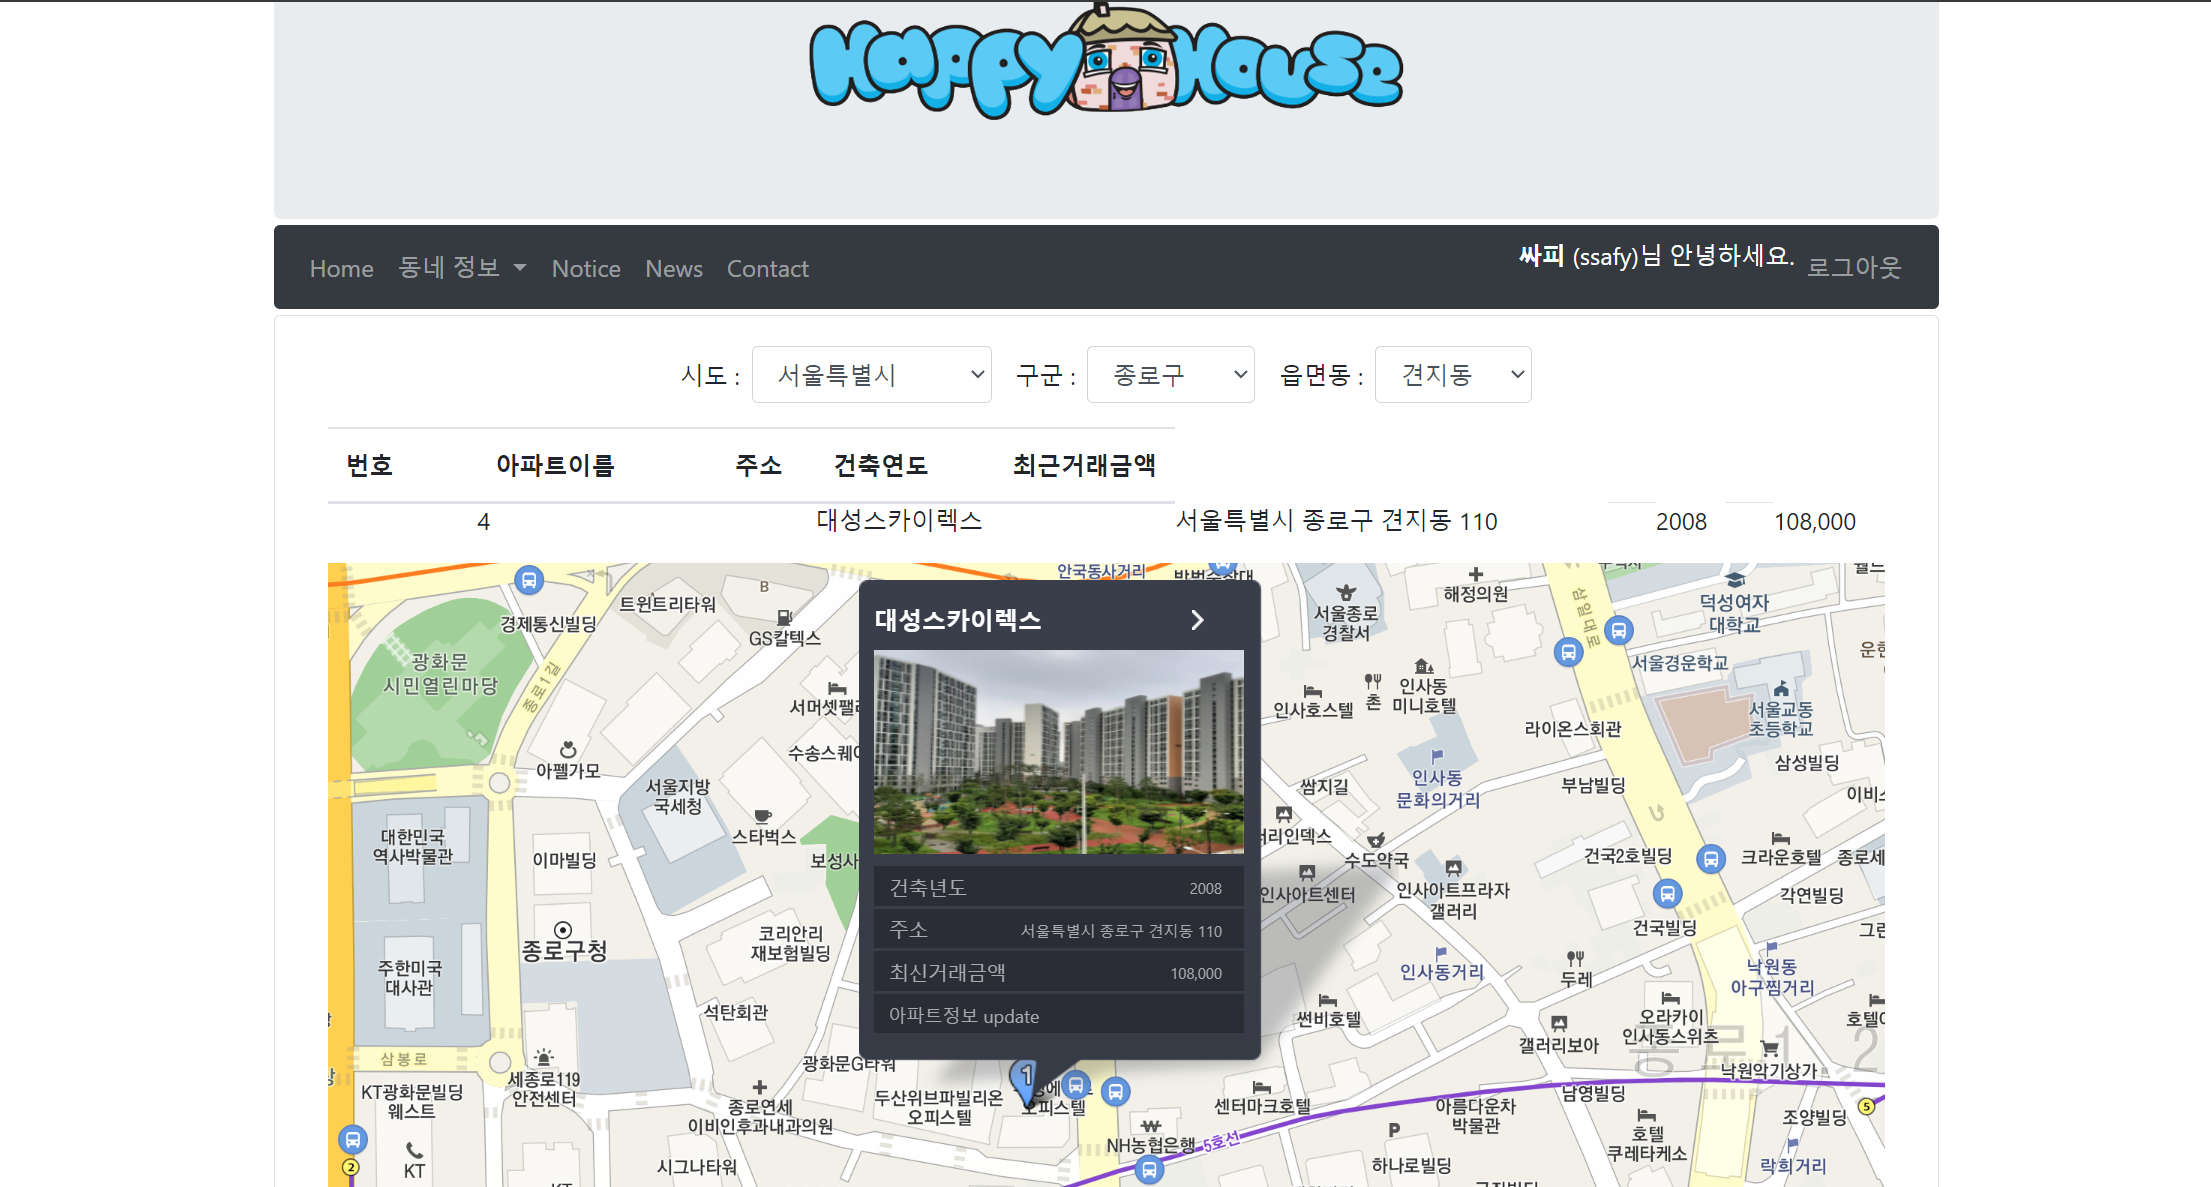 Happy House
Home 동네 정보 Notice News Contact 싸피 (ssafy)님 안녕하세요. 로그아웃
시도 : 서울특별시 구군 : 종로구 읍면동 : 견지동
번호 아파트이름 주소 건축연도 최근거래금액
4 대성스카이렉스 서울특별시 종로구 견지동 110 2008 108,000
안국동사거리
B
트윈트리타워
경제통신빌딩
GS칼텍스
광화문
시민열린마당
종로1길
서머셋팰
수송스퀘어
아펠가모
서울지방
국세청
스타벅스
대한민국
역사박물관
이마빌딩
보성사
종로구청
코리안리
재보험빌딩
주한미국
대사관
석탄회관
삼봉로
광화문G타워
세종로119
안전센터
KT광화문빌딩
웨스트
종로연세
이비인후과내과의원
두산위브파빌리온
오피스텔
KT
2
시그나타워
대성스카이렉스
건축년도 2008
주소 서울특별시 종로구 견지동 110
최신거래금액 108,000
아파트정보 update
1
오피스텔
NH농협은행
5호선
센터마크호텔
하나로빌딩
P
아름다운차
박물관
남영빌딩
호텔
쿠레타케소
조양빌딩
5
락희거리
낙원악기상가
종로1 2
갤러리보아
오라카이
인사동스위츠
썬비호텔
두레
인사동거리
낙원동
아구찜거리
건국빌딩
각연빌딩
인사아트센터
인사아트프라자
갤러리
수도약국
건국2호빌딩
크라운호텔
종로세
쌈지길
인사동
문화의거리
부남빌딩
삼성빌딩
라이온스회관
서울교동
초등학교
인사호스텔
촌
인사동
미니호텔
서울경운학교
서울종로
경찰서
해정의원
삼일대로
덕성여자
대학교